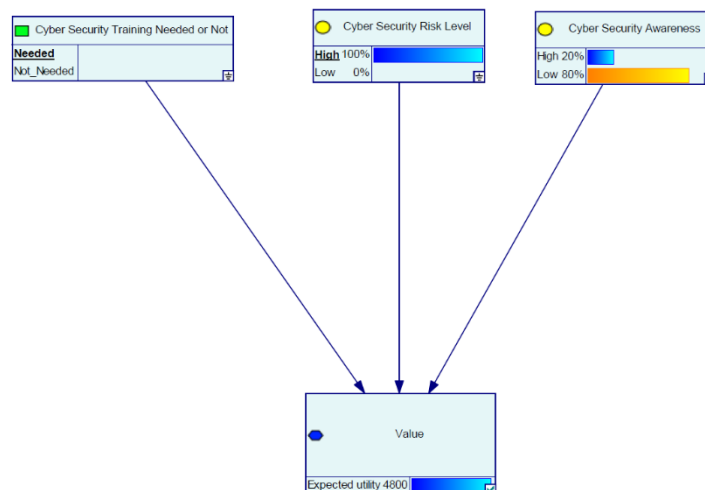 Cyber Security Training Needed or Not
Needed
Not_Needed
Cyber Security Risk Level
High 100%
Low 0%
Cyber Security Awareness
High 20%
Low 80%
Value
Expected utility 4800